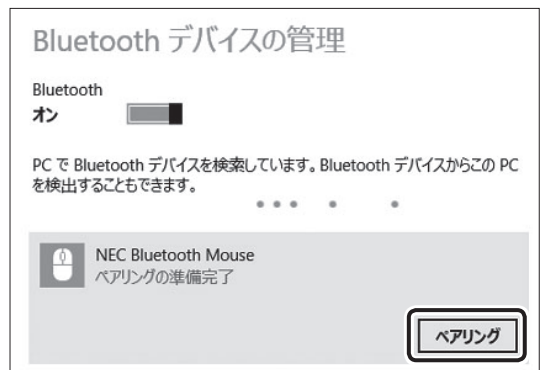 Bluetooth デバイスの管理
Bluetooth
オン
PC で Bluetooth デバイスを検索しています。Bluetooth デバイスからこの PC
を検出することもできます。
NEC Bluetooth Mouse
ペアリングの準備完了
ペアリング